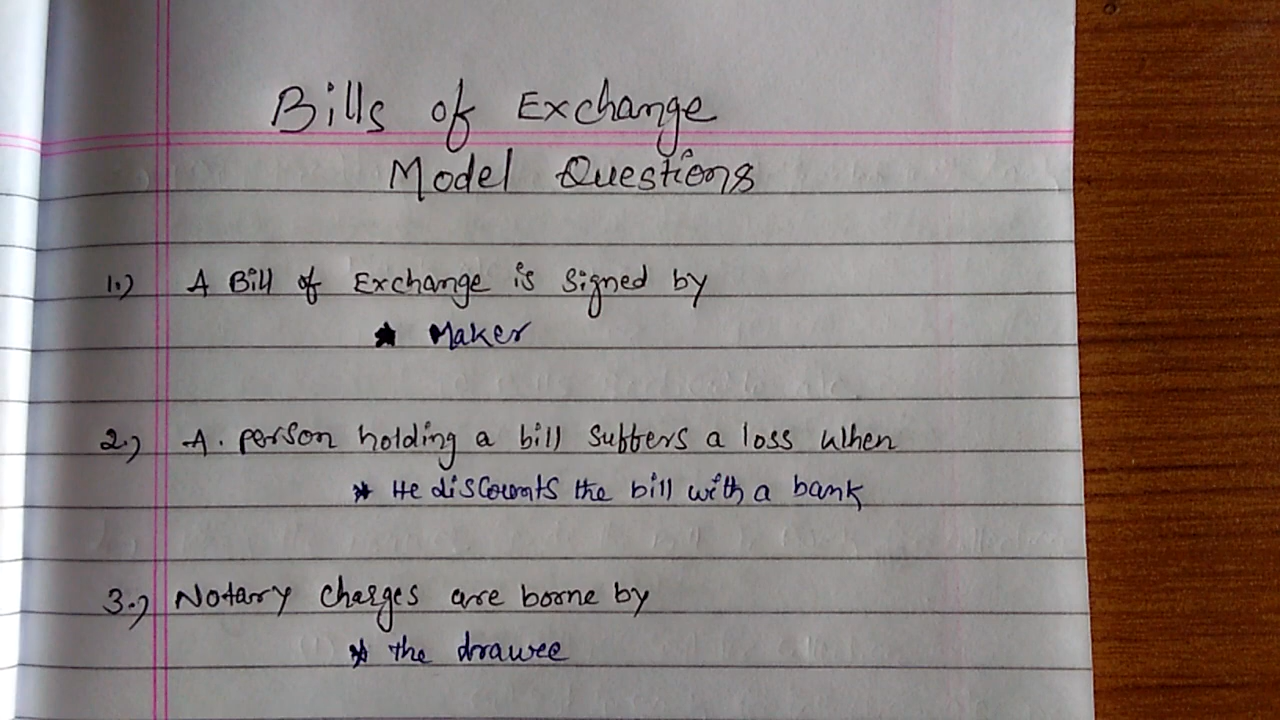 Bills of Exchange
Model Questions
1.) A Bill of Exchange is signed by
★ Maker
2.) A. person holding a bill suffers a loss when
★ He discounts the bill with a bank
3.) Notary charges are borne by
★ the drawee